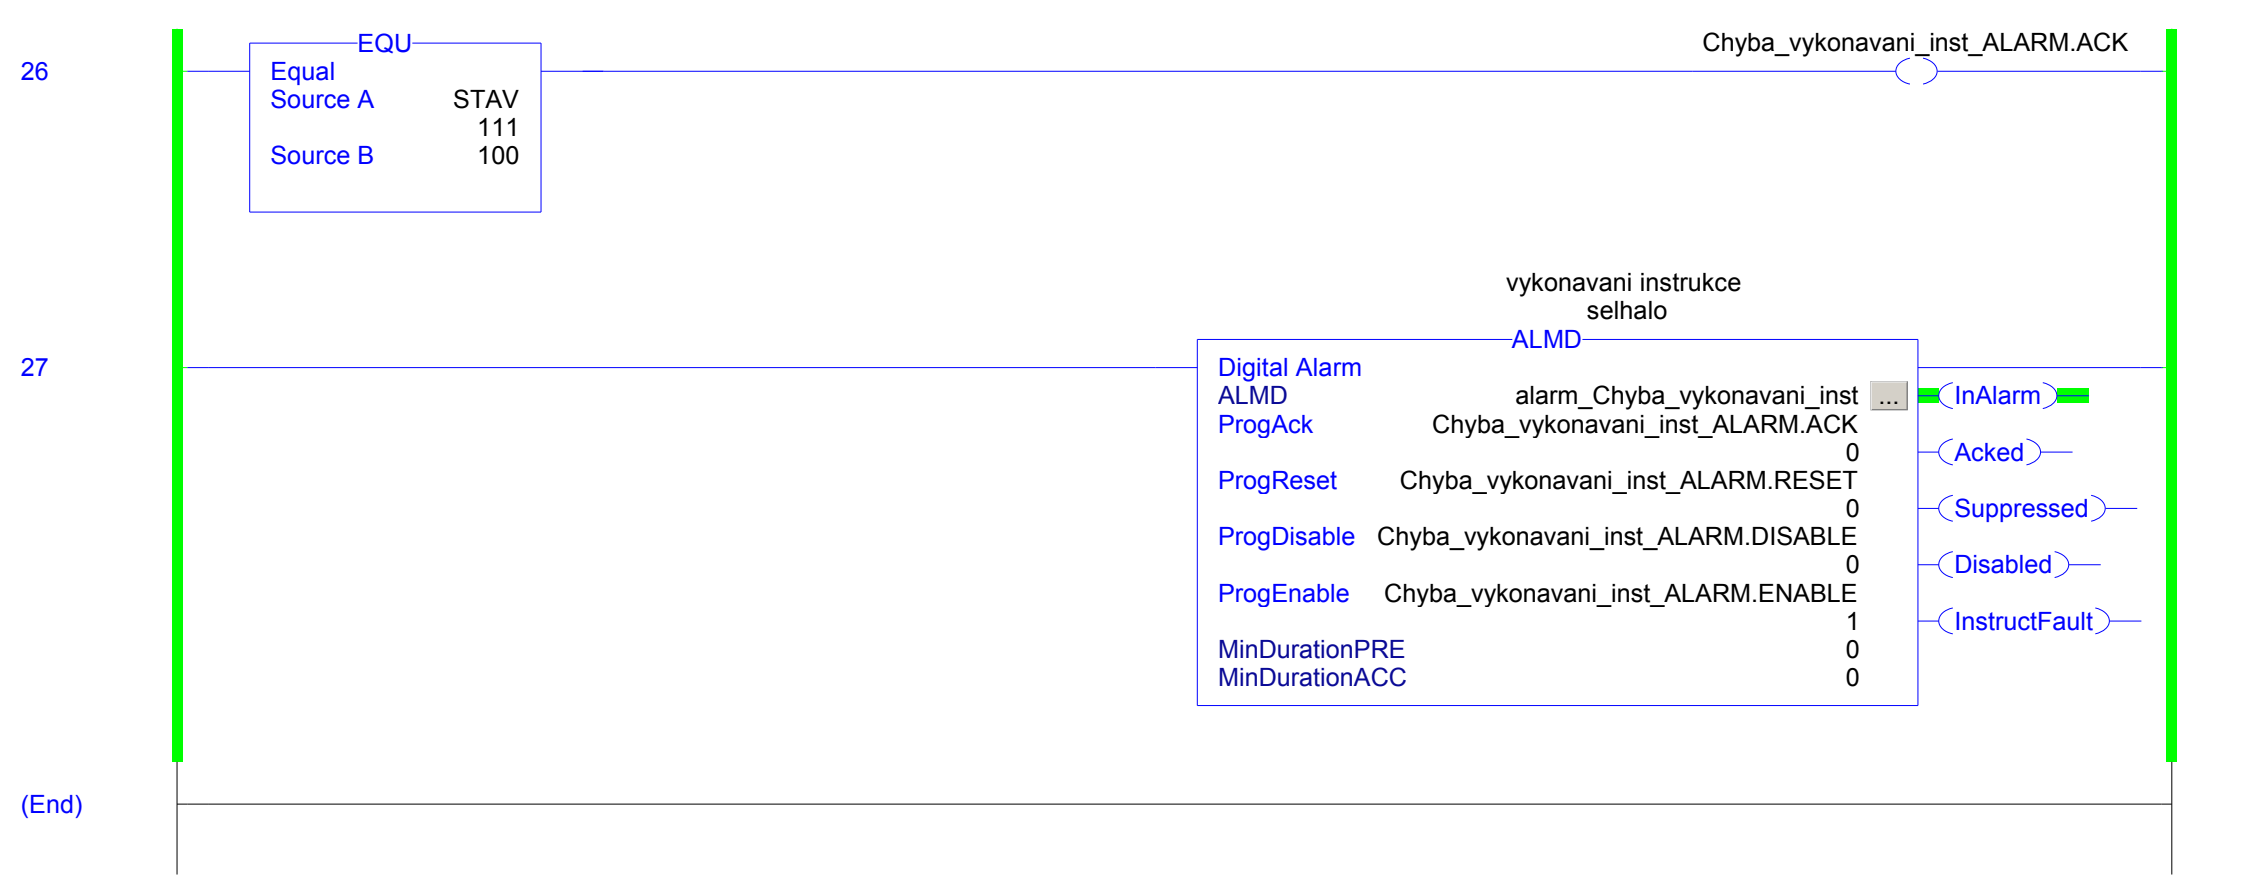 EQU
Chyba_vykonavani_inst_ALARM.ACK
26
Equal
Source A STAV
111
Source B 100
vykonavani instrukce
selhalo
ALMD
27
Digital Alarm
ALMD alarm_Chyba_vykonavani_inst ... InAlarm
ProgAck Chyba_vykonavani_inst_ALARM.ACK
0 Acked
ProgReset Chyba_vykonavani_inst_ALARM.RESET
0 Suppressed
ProgDisable Chyba_vykonavani_inst_ALARM.DISABLE
0 Disabled
ProgEnable Chyba_vykonavani_inst_ALARM.ENABLE
1 InstructFault
MinDurationPRE 0
MinDurationACC 0
(End)